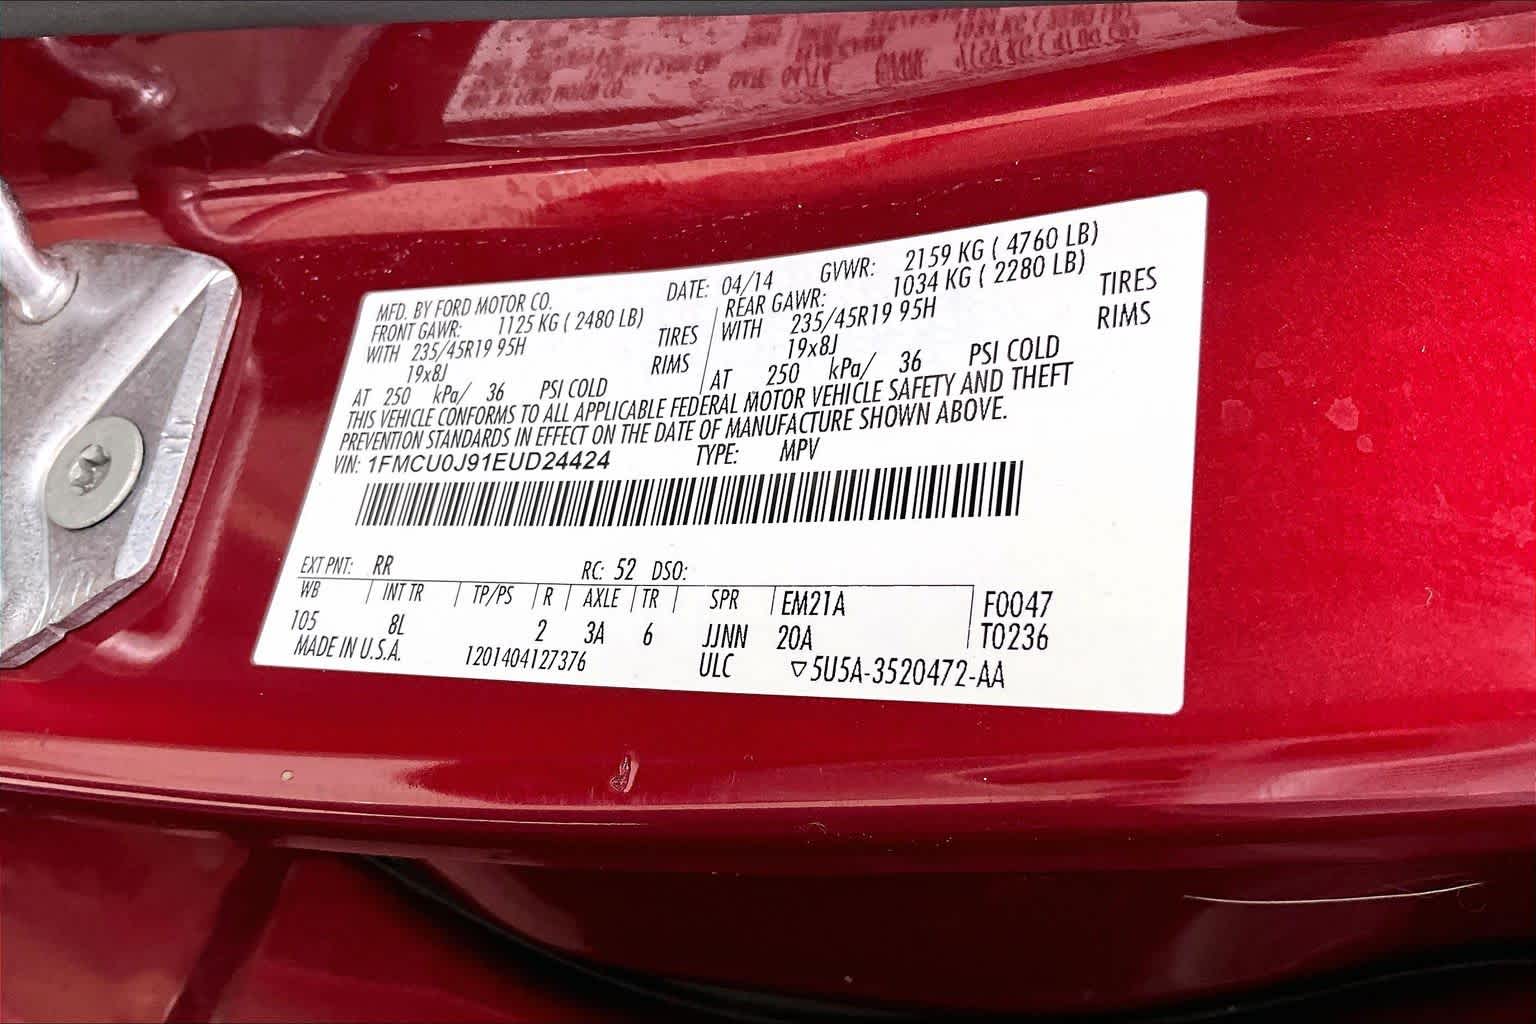 MFD. BY FORD MOTOR CO. DATE: 04/14 GVWR: 2159 KG ( 4760 LB)
FRONT GAWR: 1125 KG ( 2480 LB) REAR GAWR: 1034 KG ( 2280 LB)
WITH 235/45R19 95H TIRES WITH 235/45R19 95H TIRES
19x8J RIMS 19x8J RIMS
AT 250 kPa/ 36 PSI COLD AT 250 kPa/ 36 PSI COLD
THIS VEHICLE CONFORMS TO ALL APPLICABLE FEDERAL MOTOR VEHICLE SAFETY AND THEFT
PREVENTION STANDARDS IN EFFECT ON THE DATE OF MANUFACTURE SHOWN ABOVE.
VIN: 1FMCU0J91EUD24424 TYPE: MPV
EXT PNT: RR RC: 52 DSO:
WB INT TR TP/PS R AXLE TR SPR EM21A F0047
105 8L 2 3A 6 JJNN 20A T0236
MADE IN U.S.A. 1201404127376 ULC ▽5U5A-3520472-AA